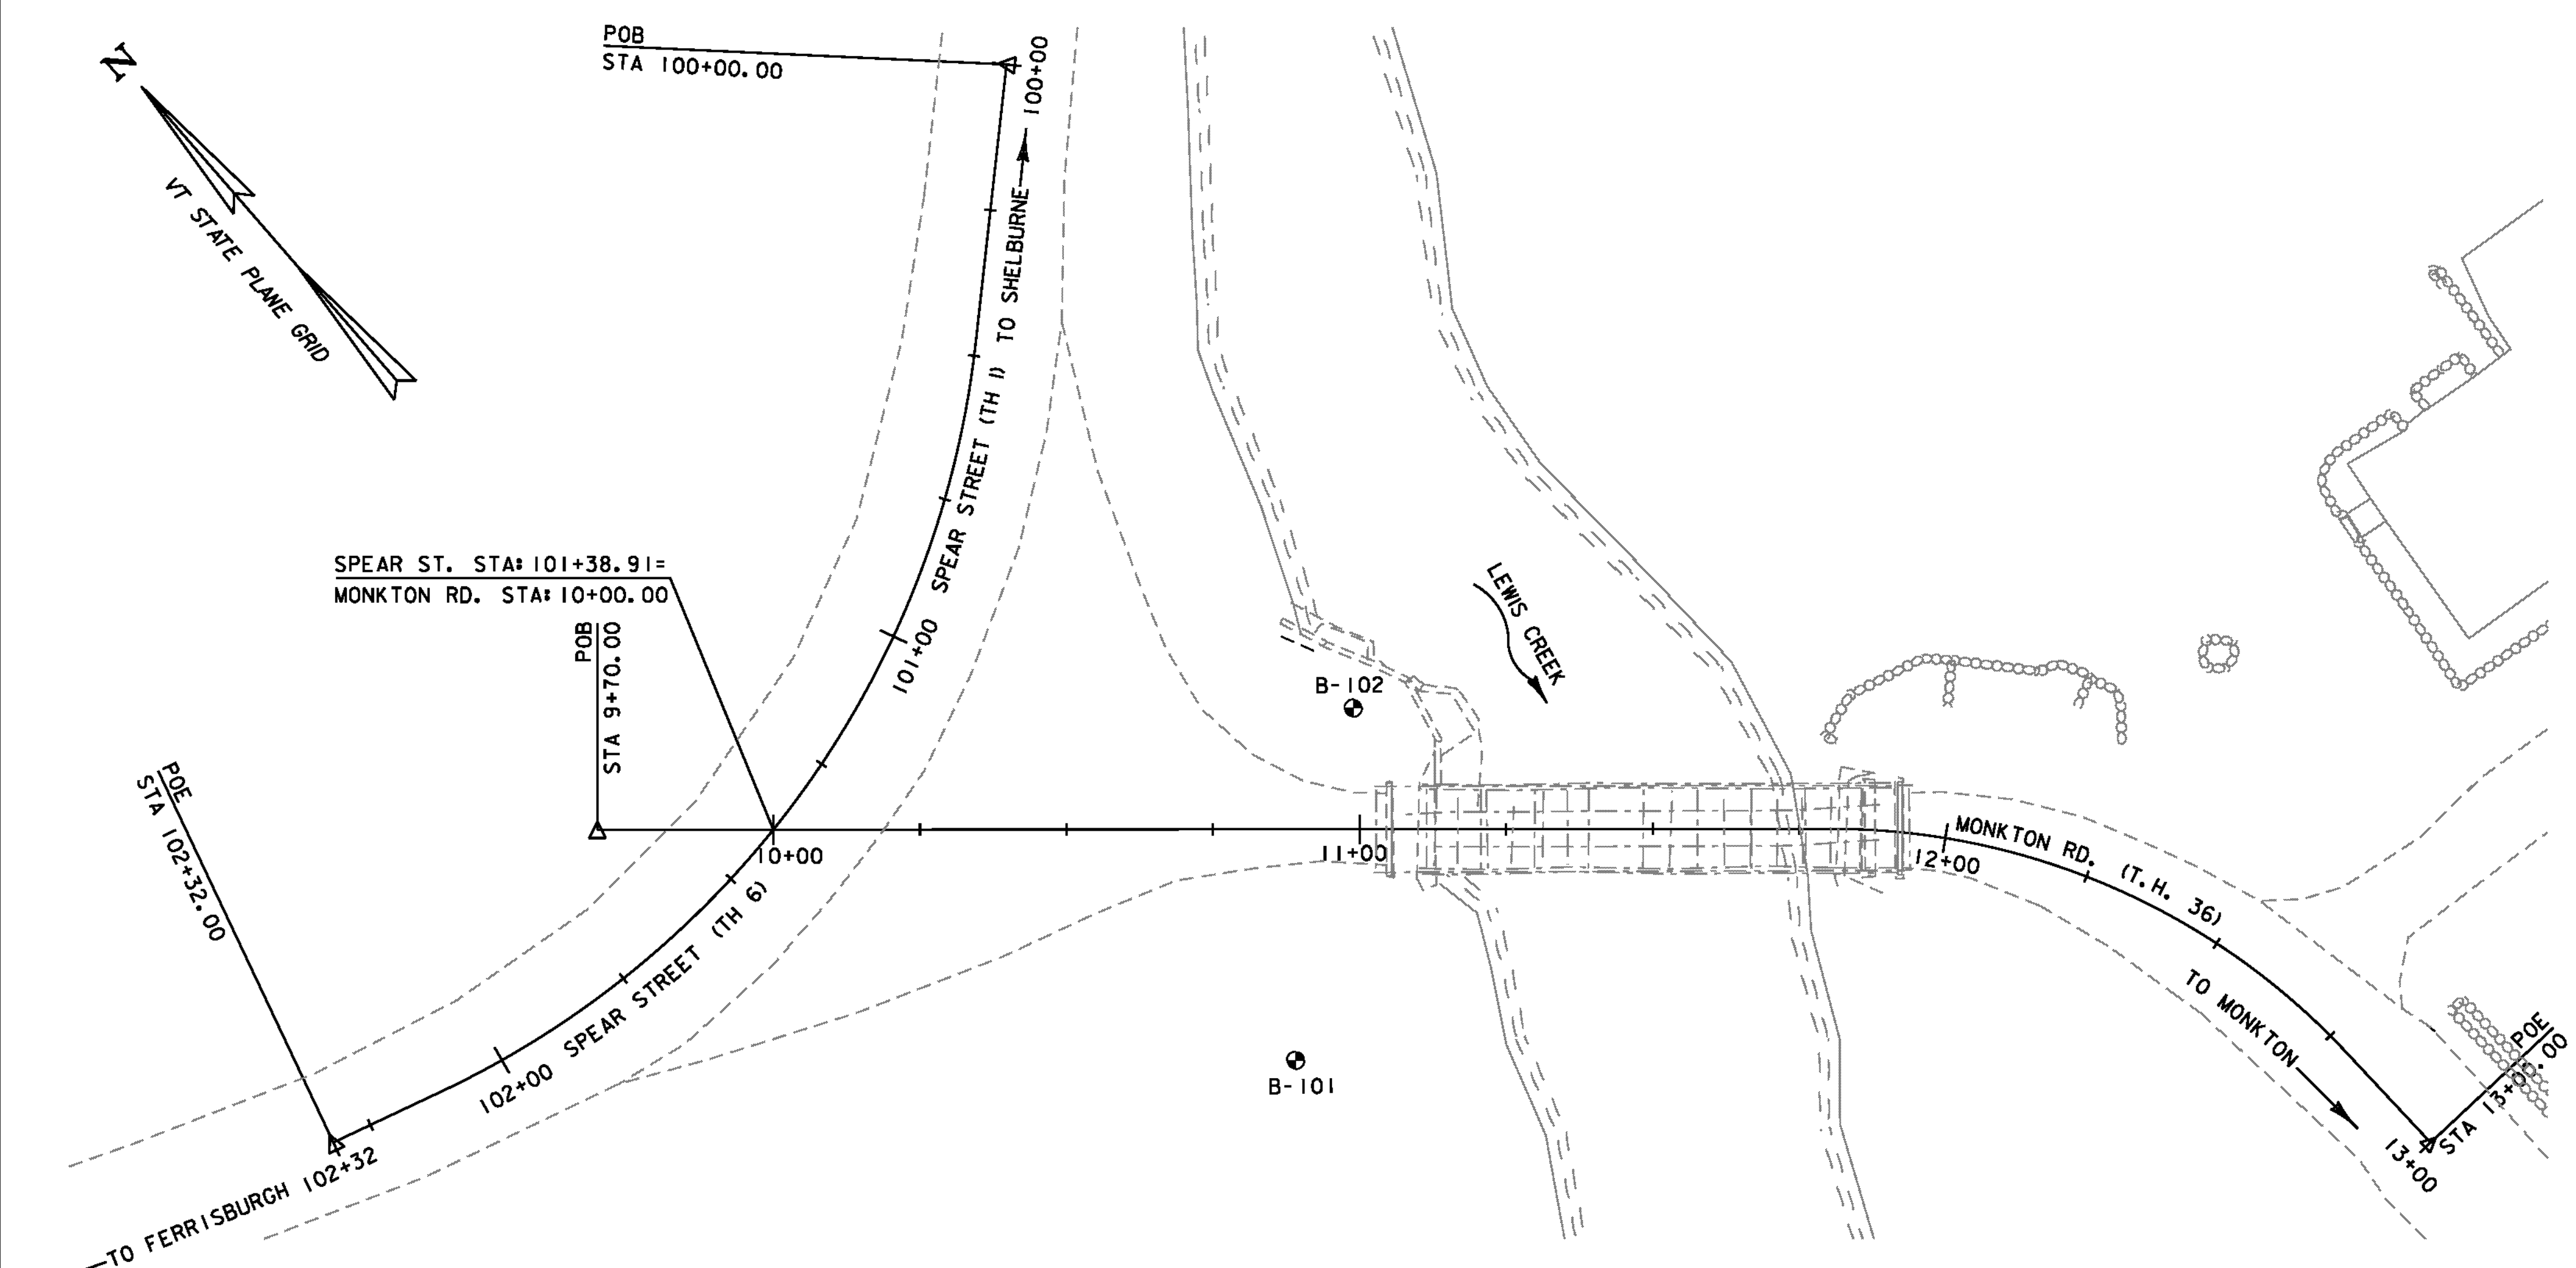 N
VT STATE PLANE GRID
POB
STA 100+00.00
100+00
SPEAR STREET (TH 1) TO SHELBURNE
SPEAR ST. STA: 101+38.91=
MONKTON RD. STA: 10+00.00
POB
STA 9+70.00
101+00
POE
STA 102+32.00
10+00
11+00
12+00
LEWIS CREEK
B-102
B-101
MONKTON RD. (T.H. 36)
TO MONKTON
SPEAR STREET (TH 6)
102+00
102+32
TO FERRISBURGH
POE
STA
13+00